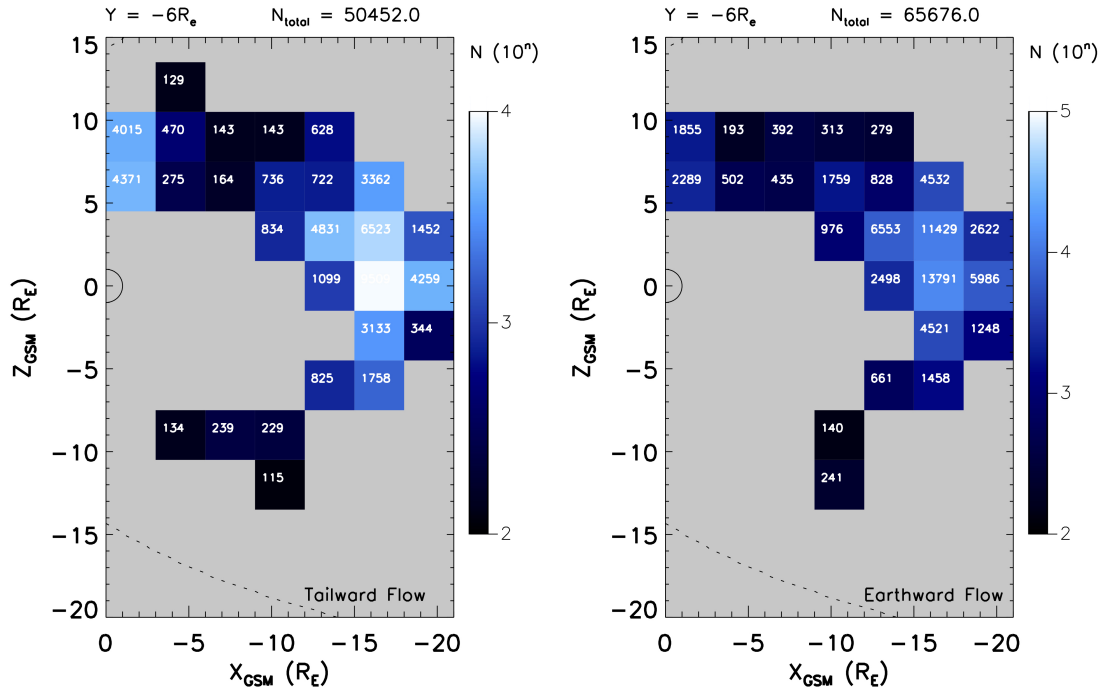 Y = −6Rₑ N_total = 50452.0
N (10ⁿ)
15
10
5
0
−5
−10
−15
−20
Z_GSM (R_E)
129
4015 470 143 143 628
4371 275 164 736 722 3362
834 4831 6523 1452
1099 4259
3133 344
825 1758
134 239 229
115
Tailward Flow
0 −5 −10 −15 −20
X_GSM (R_E)
4
3
2
Y = −6Rₑ N_total = 65676.0
N (10ⁿ)
15
10
5
0
−5
−10
−15
−20
Z_GSM (R_E)
1855 193 392 313 279
2289 502 435 1759 828 4532
976 6553 11429 2622
2498 13791 5986
4521 1248
661 1458
140
241
Earthward Flow
0 −5 −10 −15 −20
X_GSM (R_E)
5
4
3
2